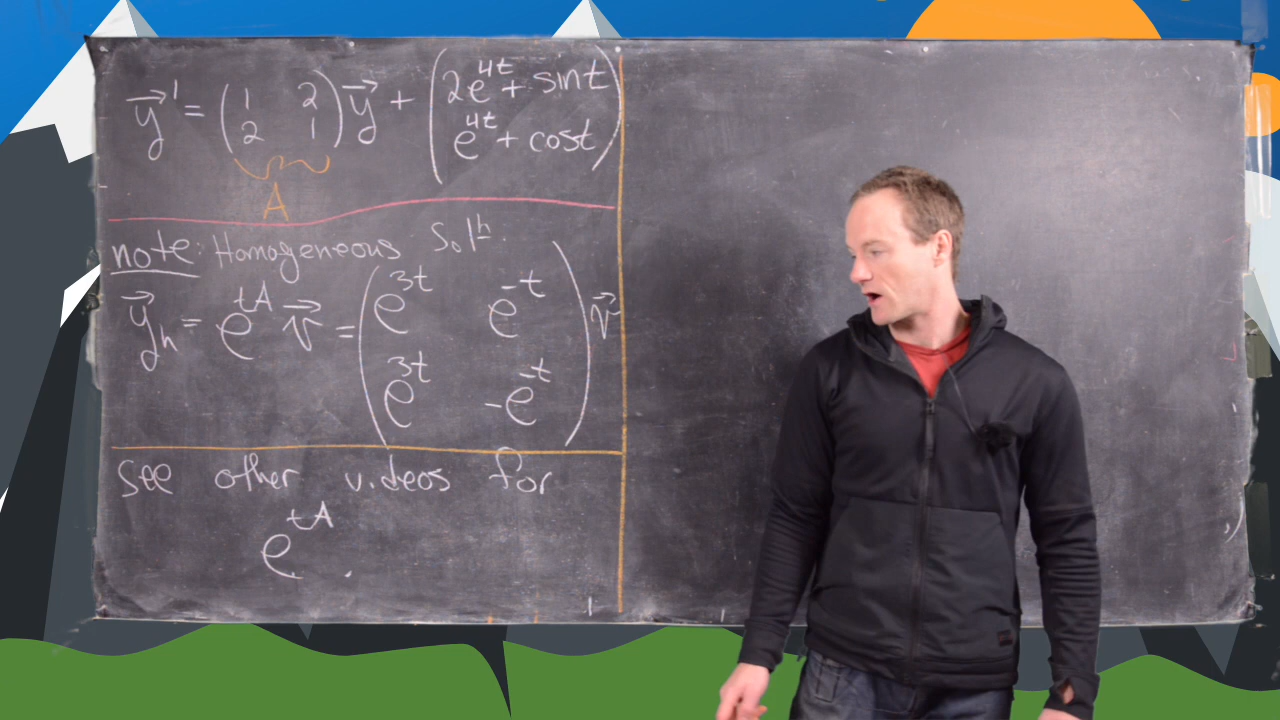 y⃗' = (1 2; 2 1) y⃗ + (2e^{4t} + sint; e^{4t} + cost)
A
note: Homogeneous Sol<u>n</u>.
y⃗_h = e^{tA} v⃗ = (e^{3t} e^{-t}; e^{3t} -e^{-t}) v⃗
see other videos for
e^{tA}.